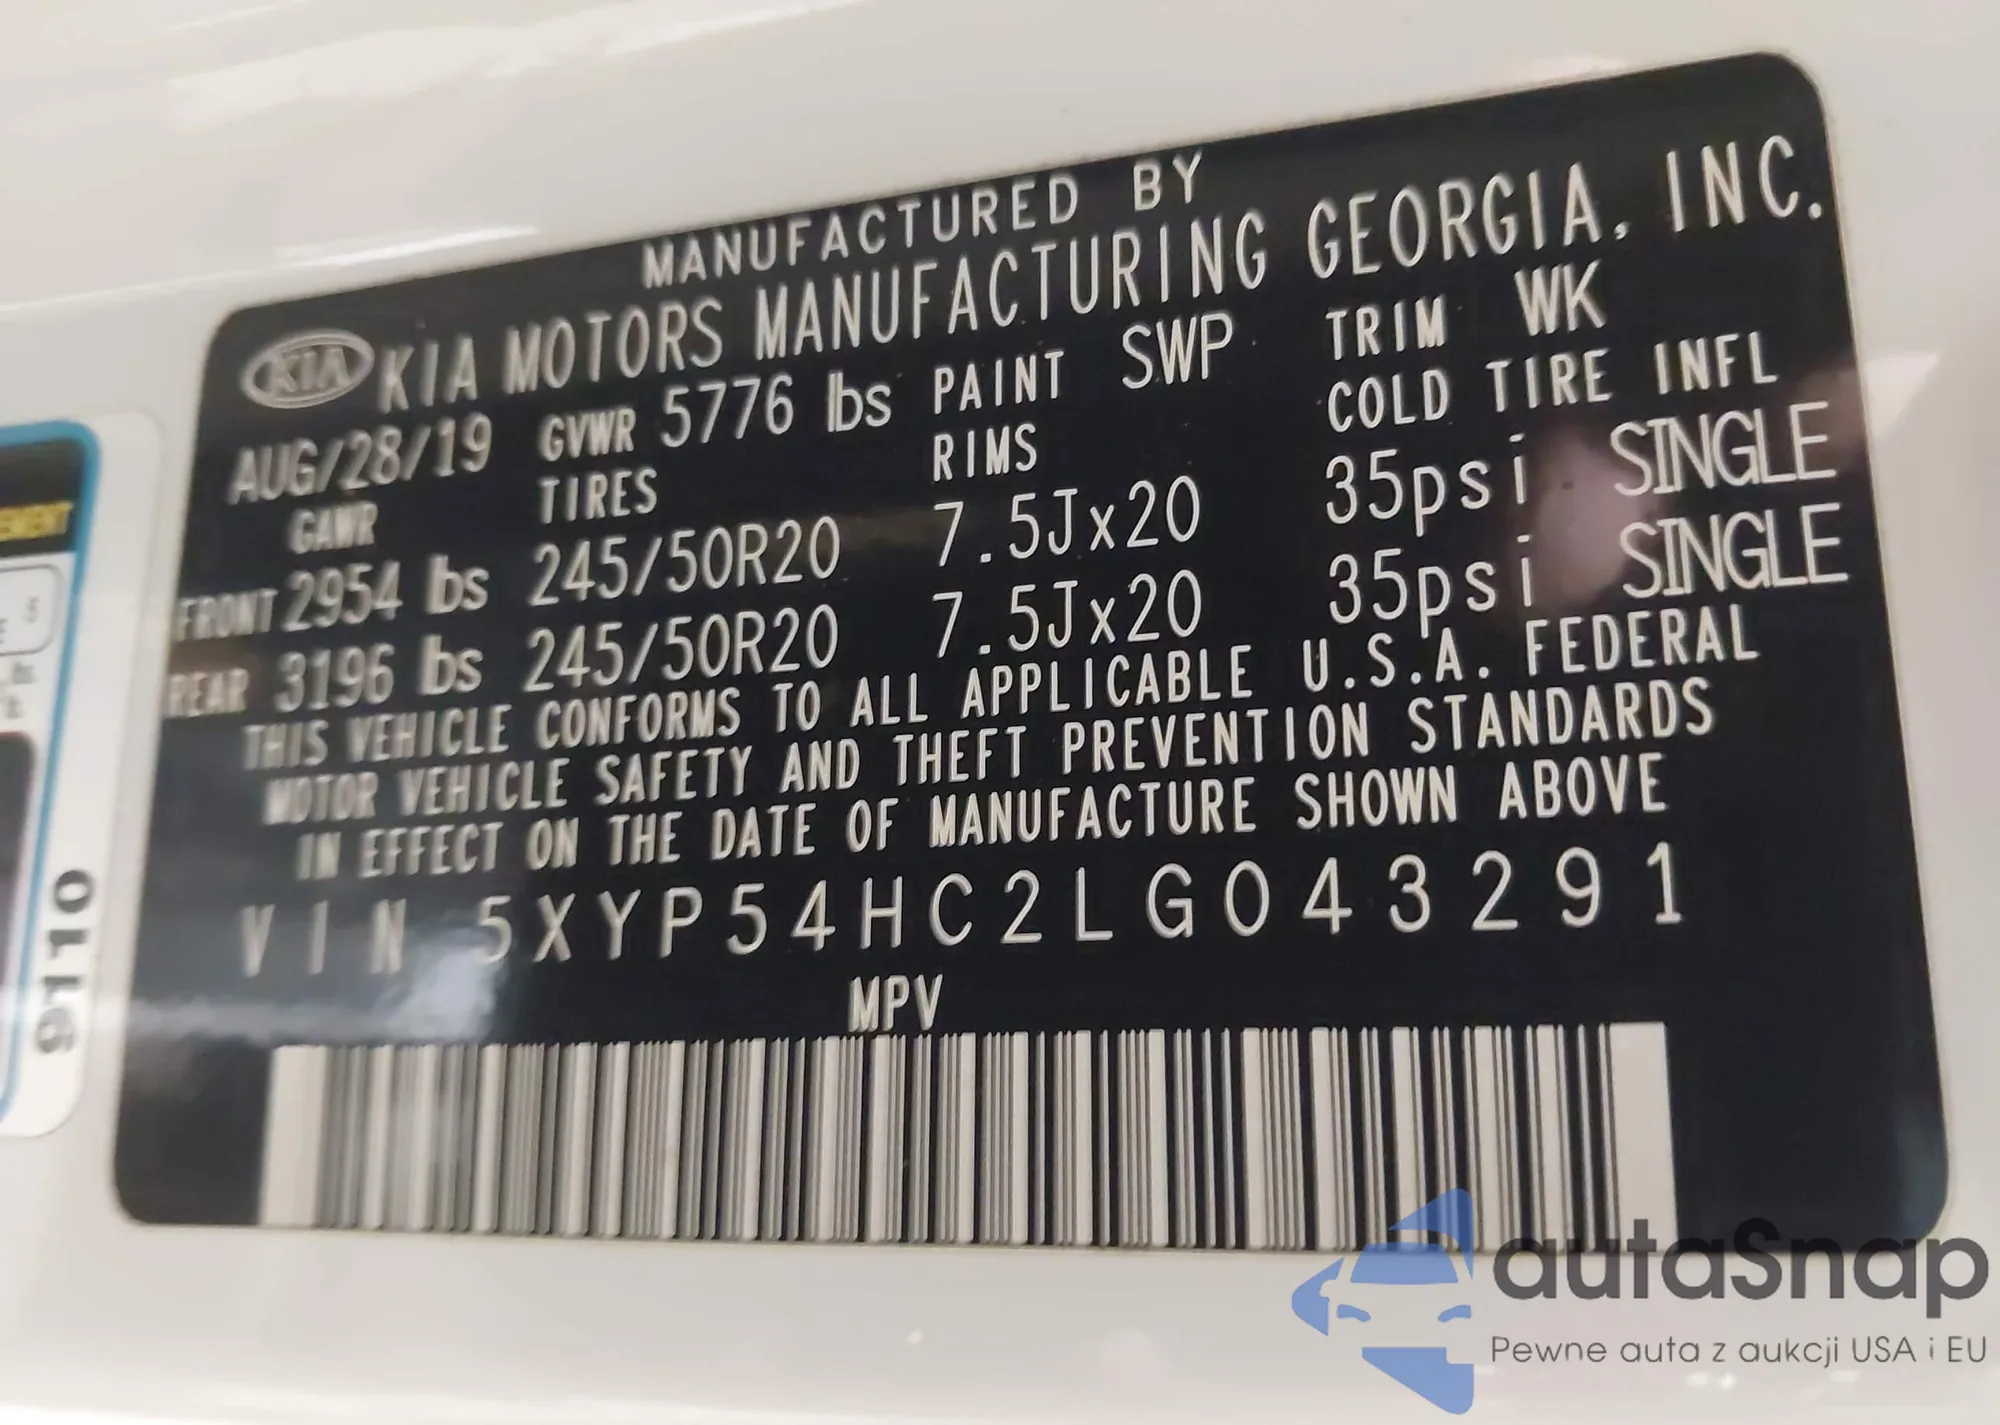 MANUFACTURED BY
KIA KIA MOTORS MANUFACTURING GEORGIA, INC.
AUG/28/19 GVWR 5776 lbs PAINT SWP TRIM WK
GAWR TIRES RIMS COLD TIRE INFL
FRONT 2954 lbs 245/50R20 7.5Jx20 35psi SINGLE
REAR 3196 lbs 245/50R20 7.5Jx20 35psi SINGLE
THIS VEHICLE CONFORMS TO ALL APPLICABLE U.S.A. FEDERAL
MOTOR VEHICLE SAFETY AND THEFT PREVENTION STANDARDS
IN EFFECT ON THE DATE OF MANUFACTURE SHOWN ABOVE
VIN 5XYP54HC2LG043291
MPV
9110
autaSnap
Pewne auta z aukcji USA i EU